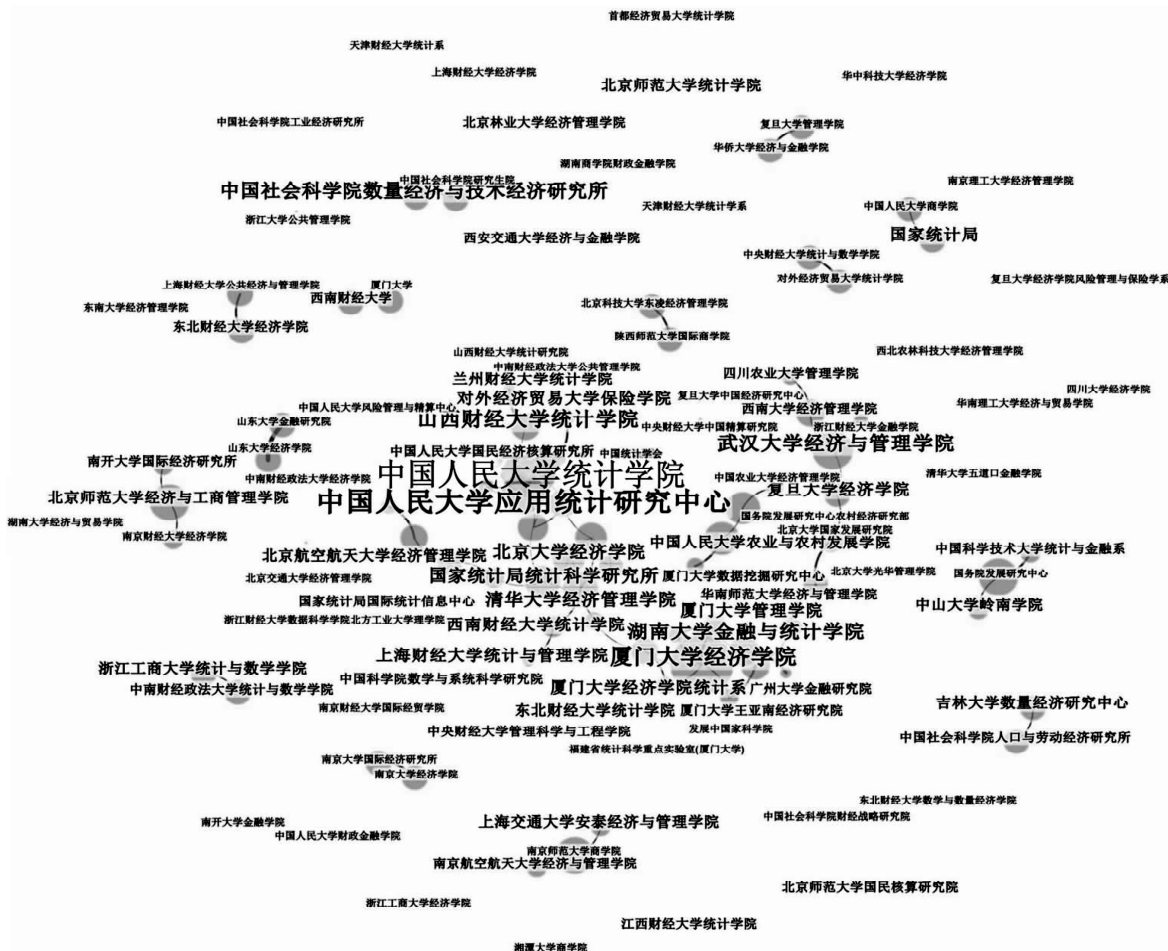 首都经济贸易大学统计学院
天津财经大学统计系
上海财经大学经济学院
华中科技大学经济学院
北京师范大学统计学院
中国社会科学院工业经济研究所
北京林业大学经济管理学院
复旦大学管理学院
华侨大学经济与金融学院
湖南商学院财政金融学院
中国社会科学院研究生院
南京理工大学经济管理学院
中国社会科学院数量经济与技术经济研究所
天津财经大学统计学系
中国人民大学商学院
浙江大学公共管理学院
国家统计局
西安交通大学经济与金融学院
中央财经大学统计与数学学院
对外经济贸易大学统计学院
复旦大学经济学院风险管理与保险学系
上海财经大学公共经济与管理学院
厦门大学
西南财经大学
东南大学经济管理学院
北京科技大学东凌经济管理学院
东北财经大学经济学院
陕西师范大学国际商学院
山西财经大学统计研究院
西北农林科技大学经济管理学院
中南财经政法大学公共管理学院
兰州财经大学统计学院
四川农业大学管理学院
四川大学经济学院
对外经济贸易大学保险学院
复旦大学中国经济研究中心
华南理工大学经济与贸易学院
中国人民大学风险管理与精算中心
西南大学经济管理学院
山东大学金融研究院
山西财经大学统计学院
中央财经大学中国精算研究院
浙江财经大学金融学院
武汉大学经济与管理学院
山东大学经济学院
中国人民大学国民经济核算研究所
中国统计学会
南开大学国际经济研究所
中国人民大学统计学院
中南财经政法大学经济学院
中国农业大学经济管理学院
清华大学五道口金融学院
复旦大学经济学院
北京师范大学经济与工商管理学院
中国人民大学应用统计研究中心
国务院发展研究中心农村经济研究部
湖南大学经济与贸易学院
北京大学国家发展研究院
南京财经大学经济学院
中国人民大学农业与农村发展学院
北京航空航天大学经济管理学院
北京大学经济学院
中国科学技术大学统计与金融系
北京大学光华管理学院
国务院发展研究中心
北京交通大学经济管理学院
国家统计局统计科学研究所
厦门大学数据挖掘研究中心
华南师范大学经济与管理学院
国家统计局国际统计信息中心
清华大学经济管理学院
中山大学岭南学院
厦门大学管理学院
浙江财经大学数据科学学院
北方工业大学理学院
西南财经大学统计学院
湖南大学金融与统计学院
上海财经大学统计与管理学院
厦门大学经济学院
浙江工商大学统计与数学学院
中国科学院数学与系统科学研究院
中南财经政法大学统计与数学学院
厦门大学经济学院统计系
广州大学金融研究院
南京财经大学国际经贸学院
东北财经大学统计学院
厦门大学王亚南经济研究院
吉林大学数量经济研究中心
中央财经大学管理科学与工程学院
发展中国家科学院
中国社会科学院人口与劳动经济研究所
福建省统计科学重点实验室(厦门大学)
南京大学国际经济研究所
南京大学经济学院
东北财经大学数学与数量经济学院
中国社会科学院财经战略研究院
南开大学金融学院
上海交通大学安泰经济与管理学院
中国人民大学财政金融学院
南京师范大学商学院
南京航空航天大学经济与管理学院
北京师范大学国民核算研究院
浙江工商大学经济学院
江西财经大学统计学院
湘潭大学商学院